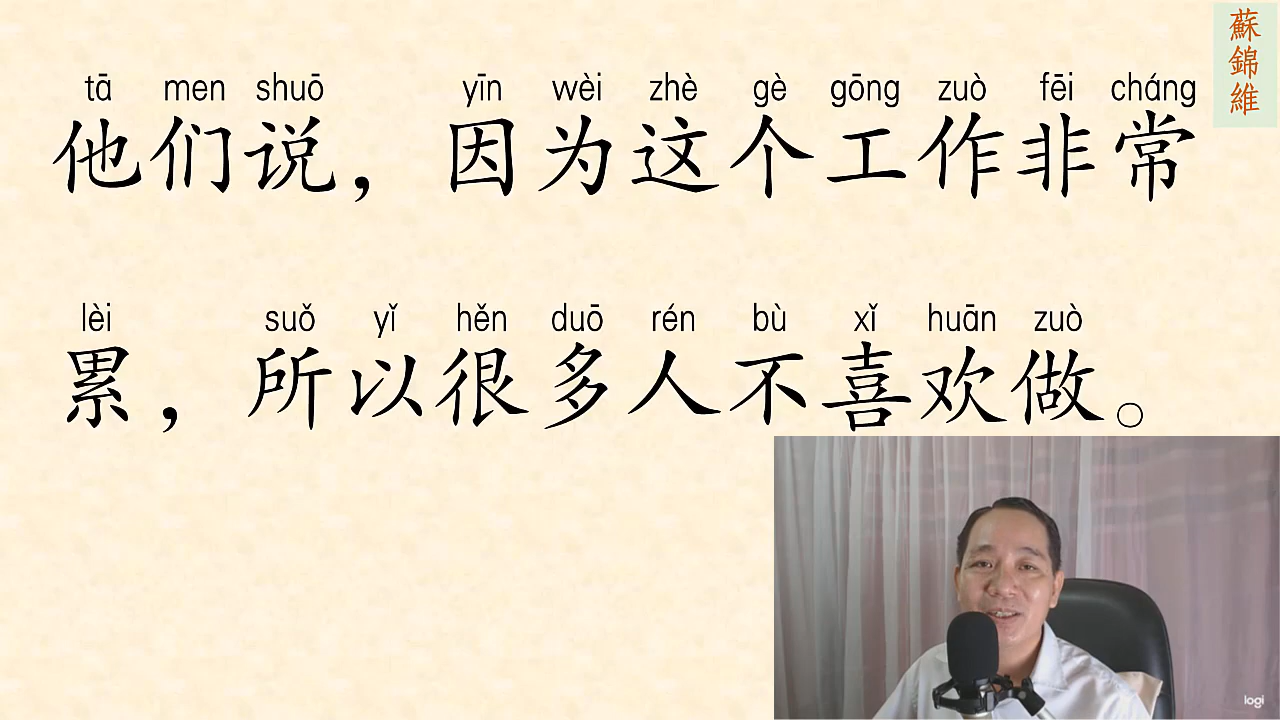 tā men shuō yīn wèi zhè gè gōng zuò fēi cháng
他们说，因为这个工作非常
lèi suǒ yǐ hěn duō rén bù xǐ huān zuò
累，所以很多人不喜欢做。
蘇錦維
logi